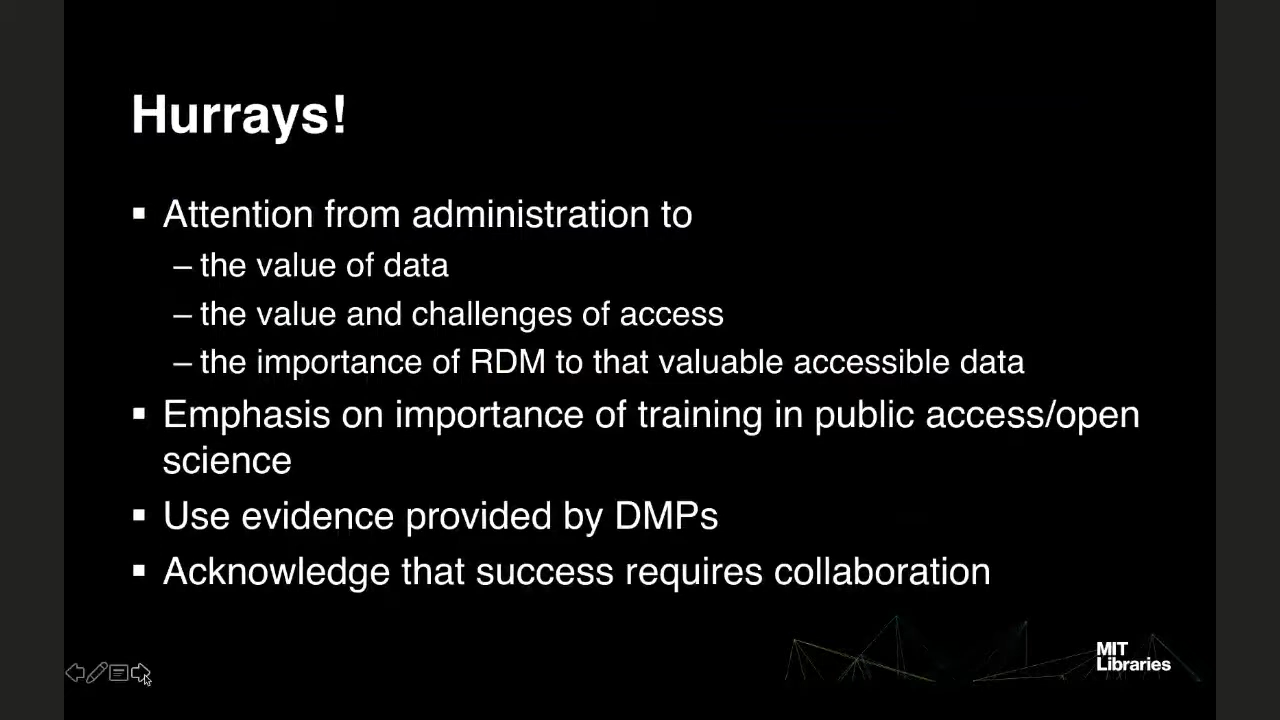 Hurrays!
▪ Attention from administration to
– the value of data
– the value and challenges of access
– the importance of RDM to that valuable accessible data
▪ Emphasis on importance of training in public access/open
science
▪ Use evidence provided by DMPs
▪ Acknowledge that success requires collaboration
MIT
Libraries